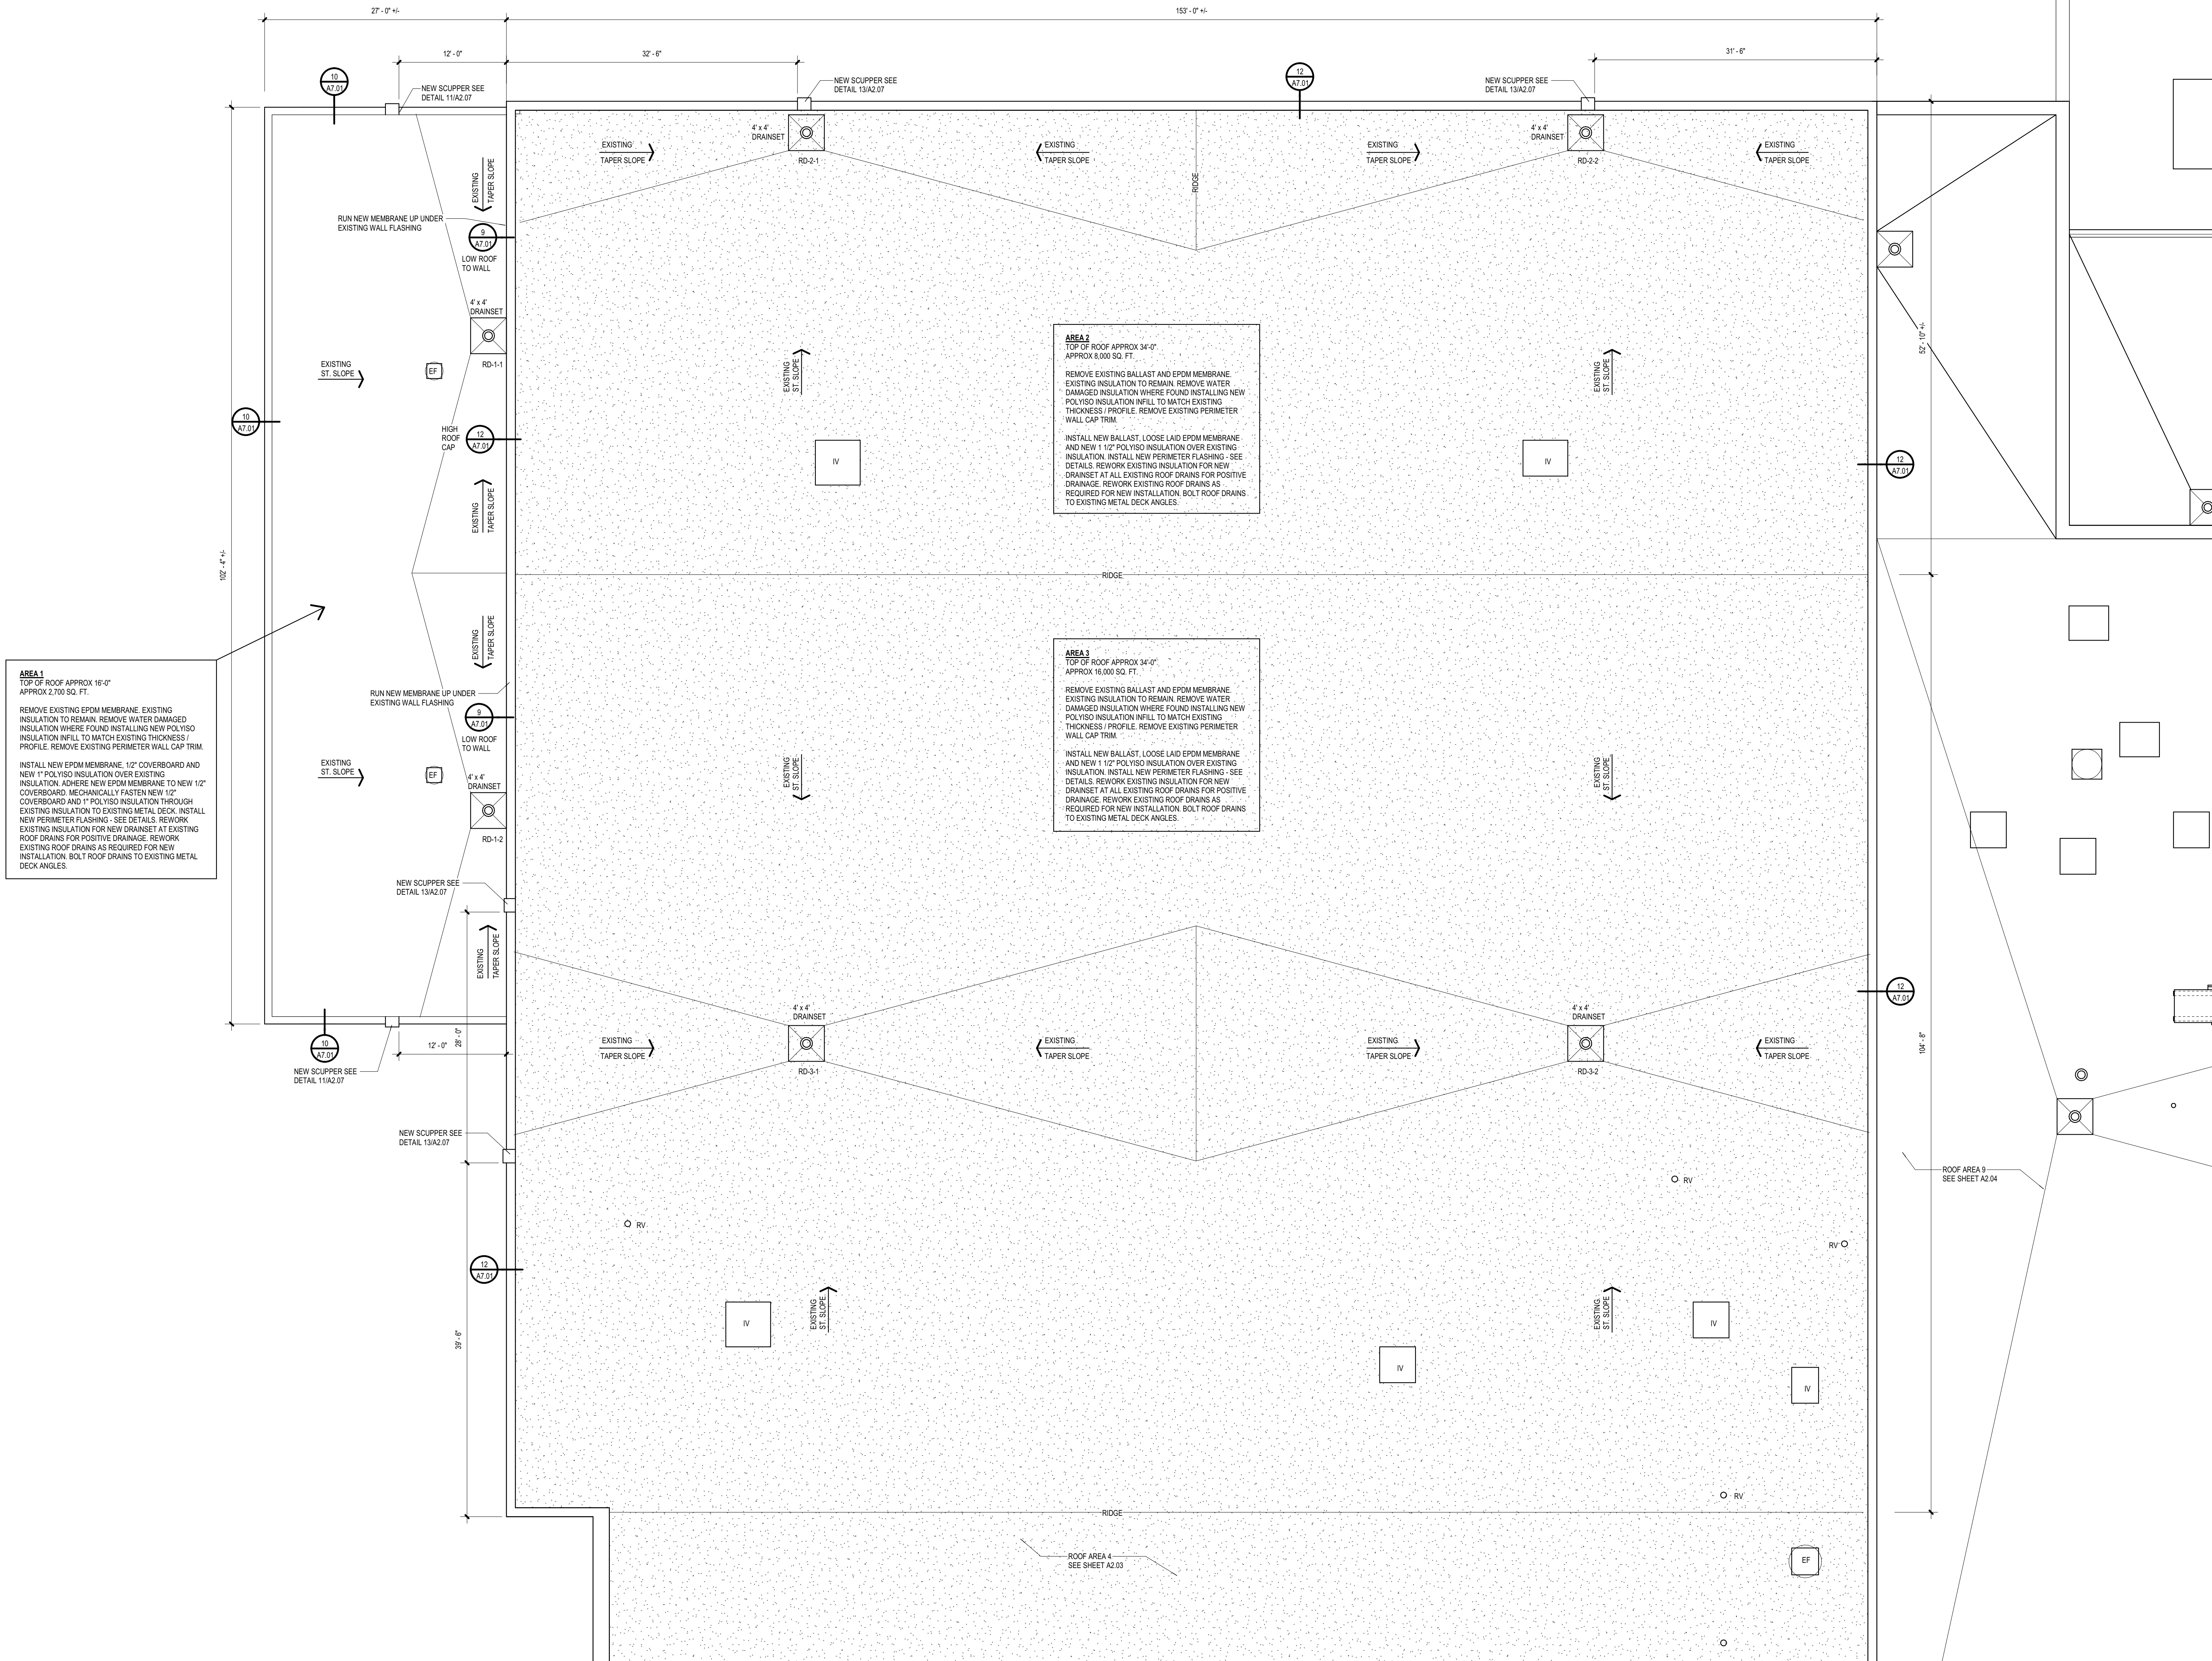 27' - 0" +/-
153' - 0" +/-
12' - 0"
32' - 6"
31' - 6"
10
A7.01
NEW SCUPPER SEE
DETAIL 11/A2.07
NEW SCUPPER SEE
DETAIL 13/A2.07
12
A7.01
NEW SCUPPER SEE
DETAIL 13/A2.07
4' x 4'
DRAINSET
RD-2-1
4' x 4'
DRAINSET
RD-2-2
EXISTING
TAPER SLOPE
EXISTING
TAPER SLOPE
EXISTING
TAPER SLOPE
EXISTING
TAPER SLOPE
EXISTING
TAPER SLOPE
RIDGE
RUN NEW MEMBRANE UP UNDER
EXISTING WALL FLASHING
9
A7.01
LOW ROOF
TO WALL
4' x 4'
DRAINSET
RD-1-1
EXISTING
ST. SLOPE
EF
10
A7.01
HIGH
ROOF
CAP
12
A7.01
EXISTING
TAPER SLOPE
EXISTING
ST. SLOPE
EXISTING
ST. SLOPE
IV
IV
AREA 2
TOP OF ROOF APPROX 34'-0"
APPROX 8,000 SQ. FT.
REMOVE EXISTING BALLAST AND EPDM MEMBRANE.
EXISTING INSULATION TO REMAIN. REMOVE WATER
DAMAGED INSULATION WHERE FOUND INSTALLING NEW
POLYISO INSULATION INFILL TO MATCH EXISTING
THICKNESS / PROFILE. REMOVE EXISTING PERIMETER
WALL CAP TRIM.
INSTALL NEW BALLAST, LOOSE LAID EPDM MEMBRANE
AND NEW 1 1/2" POLYISO INSULATION OVER EXISTING
INSULATION. INSTALL NEW PERIMETER FLASHING - SEE
DETAILS. REWORK EXISTING INSULATION FOR NEW
DRAINSET AT ALL EXISTING ROOF DRAINS FOR POSITIVE
DRAINAGE. REWORK EXISTING ROOF DRAINS AS
REQUIRED FOR NEW INSTALLATION. BOLT ROOF DRAINS
TO EXISTING METAL DECK ANGLES.
12
A7.01
52' - 10" +/-
102' - 4" +/-
RIDGE
EXISTING
TAPER SLOPE
AREA 1
TOP OF ROOF APPROX 16'-0"
APPROX 2,700 SQ. FT.
REMOVE EXISTING EPDM MEMBRANE. EXISTING
INSULATION TO REMAIN. REMOVE WATER DAMAGED
INSULATION WHERE FOUND INSTALLING NEW POLYISO
INSULATION INFILL TO MATCH EXISTING THICKNESS /
PROFILE. REMOVE EXISTING PERIMETER WALL CAP TRIM.
INSTALL NEW EPDM MEMBRANE, 1/2" COVERBOARD AND
NEW 1" POLYISO INSULATION OVER EXISTING
INSULATION. ADHERE NEW EPDM MEMBRANE TO NEW 1/2"
COVERBOARD. MECHANICALLY FASTEN NEW 1/2"
COVERBOARD AND 1" POLYISO INSULATION THROUGH
EXISTING INSULATION TO EXISTING METAL DECK. INSTALL
NEW PERIMETER FLASHING - SEE DETAILS. REWORK
EXISTING INSULATION FOR NEW DRAINSET AT EXISTING
ROOF DRAINS FOR POSITIVE DRAINAGE. REWORK
EXISTING ROOF DRAINS AS REQUIRED FOR NEW
INSTALLATION. BOLT ROOF DRAINS TO EXISTING METAL
DECK ANGLES.
RUN NEW MEMBRANE UP UNDER
EXISTING WALL FLASHING
9
A7.01
LOW ROOF
TO WALL
EXISTING
ST. SLOPE
EF
4' x 4'
DRAINSET
RD-1-2
AREA 3
TOP OF ROOF APPROX 34'-0"
APPROX 16,000 SQ. FT.
REMOVE EXISTING BALLAST AND EPDM MEMBRANE.
EXISTING INSULATION TO REMAIN. REMOVE WATER
DAMAGED INSULATION WHERE FOUND INSTALLING NEW
POLYISO INSULATION INFILL TO MATCH EXISTING
THICKNESS / PROFILE. REMOVE EXISTING PERIMETER
WALL CAP TRIM.
INSTALL NEW BALLAST, LOOSE LAID EPDM MEMBRANE
AND NEW 1 1/2" POLYISO INSULATION OVER EXISTING
INSULATION. INSTALL NEW PERIMETER FLASHING - SEE
DETAILS. REWORK EXISTING INSULATION FOR NEW
DRAINSET AT ALL EXISTING ROOF DRAINS FOR POSITIVE
DRAINAGE. REWORK EXISTING ROOF DRAINS AS
REQUIRED FOR NEW INSTALLATION. BOLT ROOF DRAINS
TO EXISTING METAL DECK ANGLES.
EXISTING
ST. SLOPE
EXISTING
ST. SLOPE
NEW SCUPPER SEE
DETAIL 13/A2.07
EXISTING
TAPER SLOPE
12
A7.01
4' x 4'
DRAINSET
RD-3-1
4' x 4'
DRAINSET
RD-3-2
EXISTING
TAPER SLOPE
EXISTING
TAPER SLOPE
EXISTING
TAPER SLOPE
EXISTING
TAPER SLOPE
10
A7.01
12' - 0"
28' - 0"
104' - 8"
NEW SCUPPER SEE
DETAIL 11/A2.07
NEW SCUPPER SEE
DETAIL 13/A2.07
ROOF AREA 9
SEE SHEET A2.04
RV
RV
RV
12
A7.01
39' - 6"
IV
EXISTING
ST. SLOPE
EXISTING
ST. SLOPE
IV
IV
IV
RV
RIDGE
ROOF AREA 4
SEE SHEET A2.03
EF